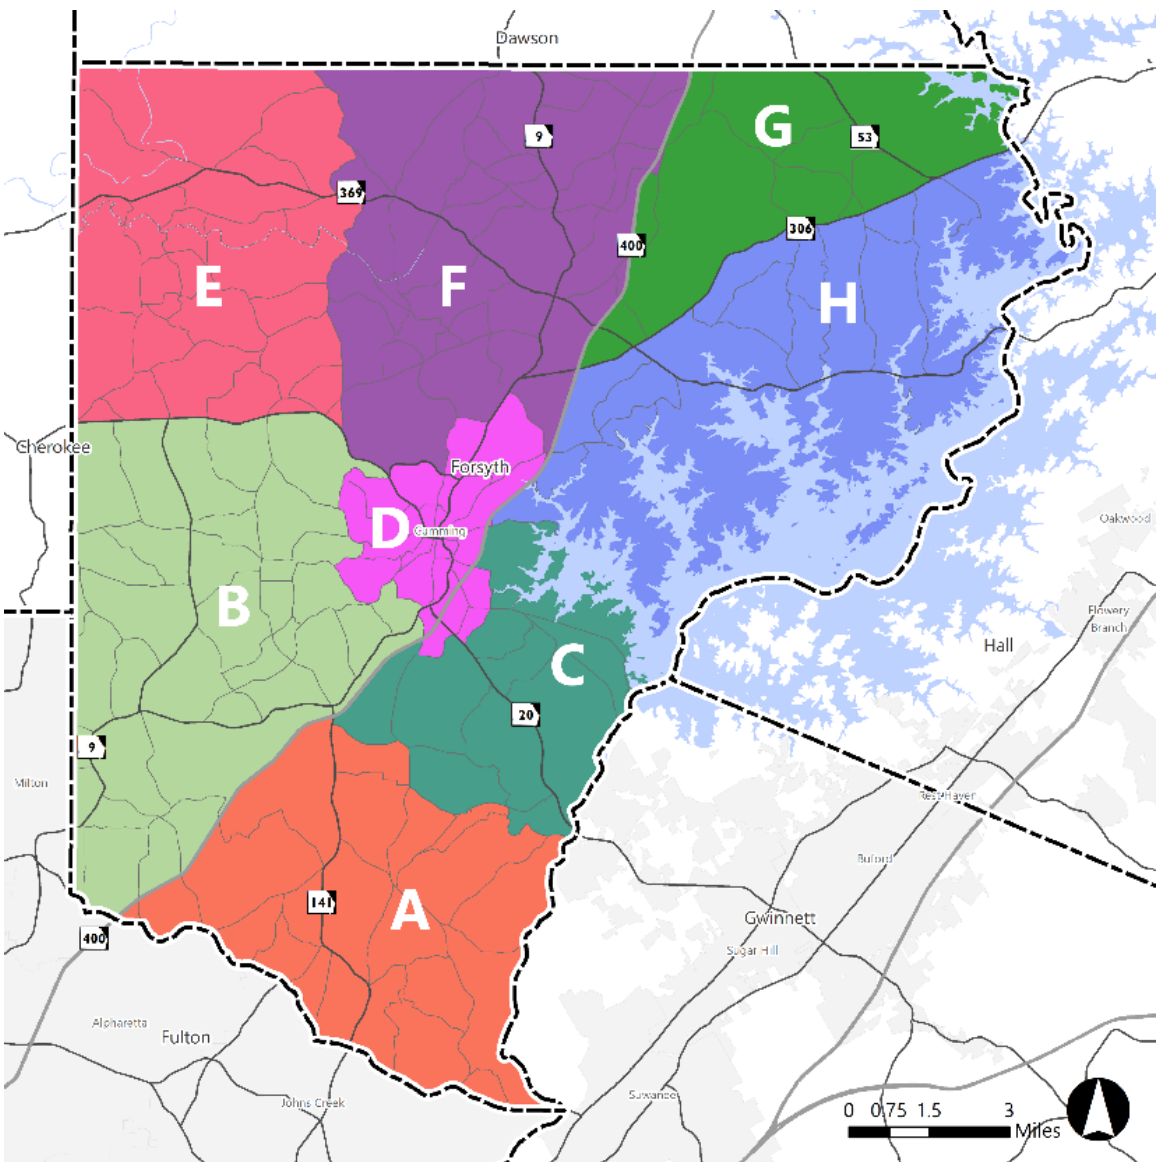 Dawson
G
9
53
369
306
400
E
F
H
Cherokee
Forsyth
Oakwood
D
Cumming
B
Flowery
Branch
Hall
C
20
9
Milton
Rest Haven
Buford
141
A
Gwinnett
400
Sugar Hill
Alpharetta
Fulton
Suwanee
Johns Creek
0 0.75 1.5 3
Miles